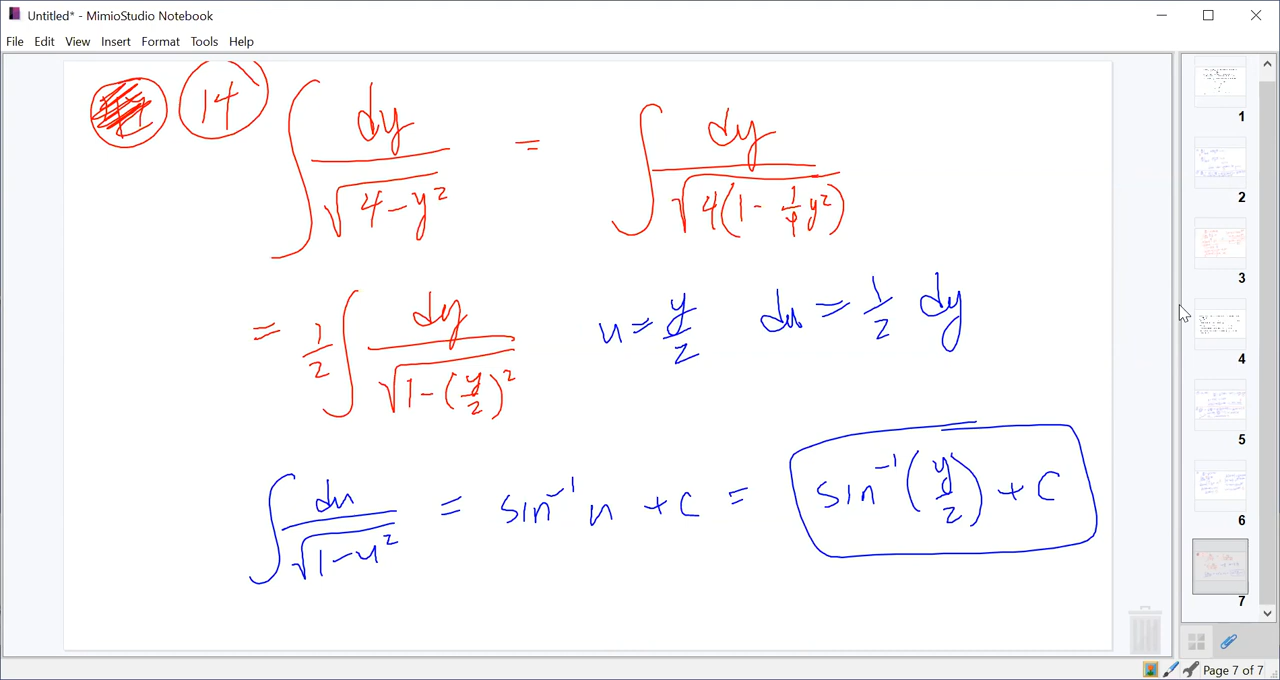 Untitled* - MimioStudio Notebook
File Edit View Insert Format Tools Help
14 ∫ dy / √(4 - y²) = ∫ dy / √(4(1 - 1/4 y²))
= 1/2 ∫ dy / √(1 - (y/2)²) u = y/2 du = 1/2 dy
∫ du / √(1 - u²) = sin⁻¹ u + C = sin⁻¹ (y/2) + C
1
2
3
4
5
6
7
Page 7 of 7